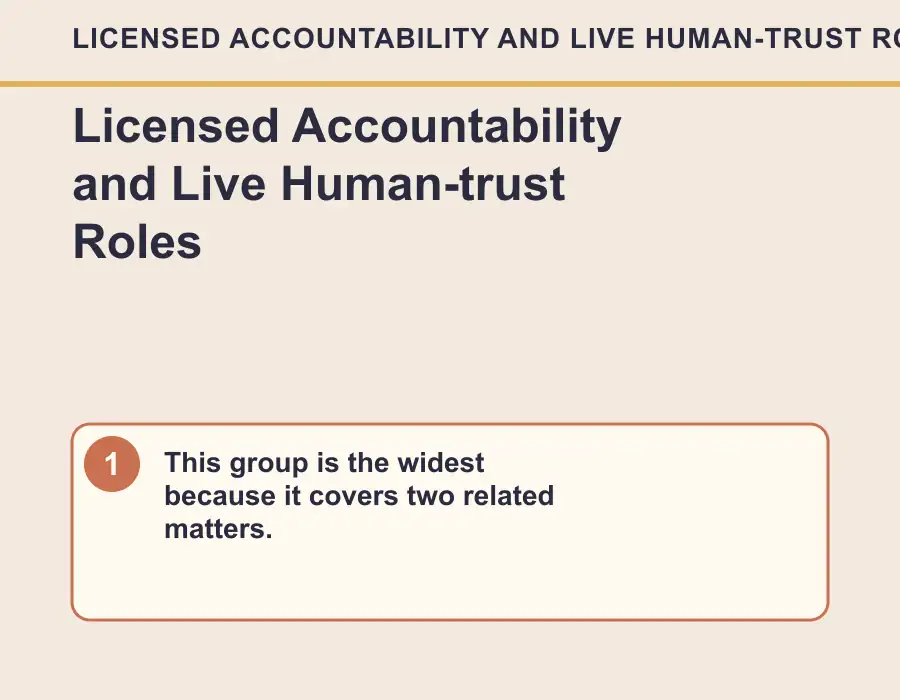 LICENSED ACCOUNTABILITY AND LIVE HUMAN-TRUST
Licensed Accountability
and Live Human-trust
Roles
1
This group is the widest
because it covers two related
matters.